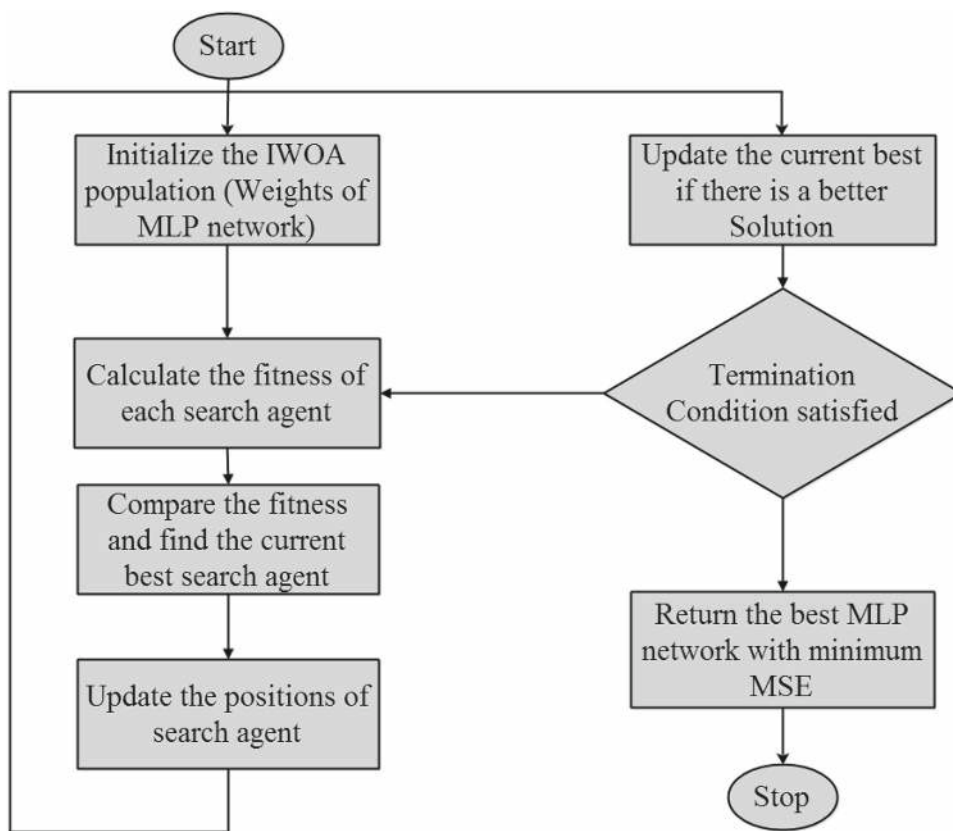 Start
Initialize the IWOA
population (Weights of
MLP network)
Calculate the fitness of
each search agent
Compare the fitness
and find the current
best search agent
Update the positions of
search agent
Update the current best
if there is a better
Solution
Termination
Condition satisfied
Return the best MLP
network with minimum
MSE
Stop